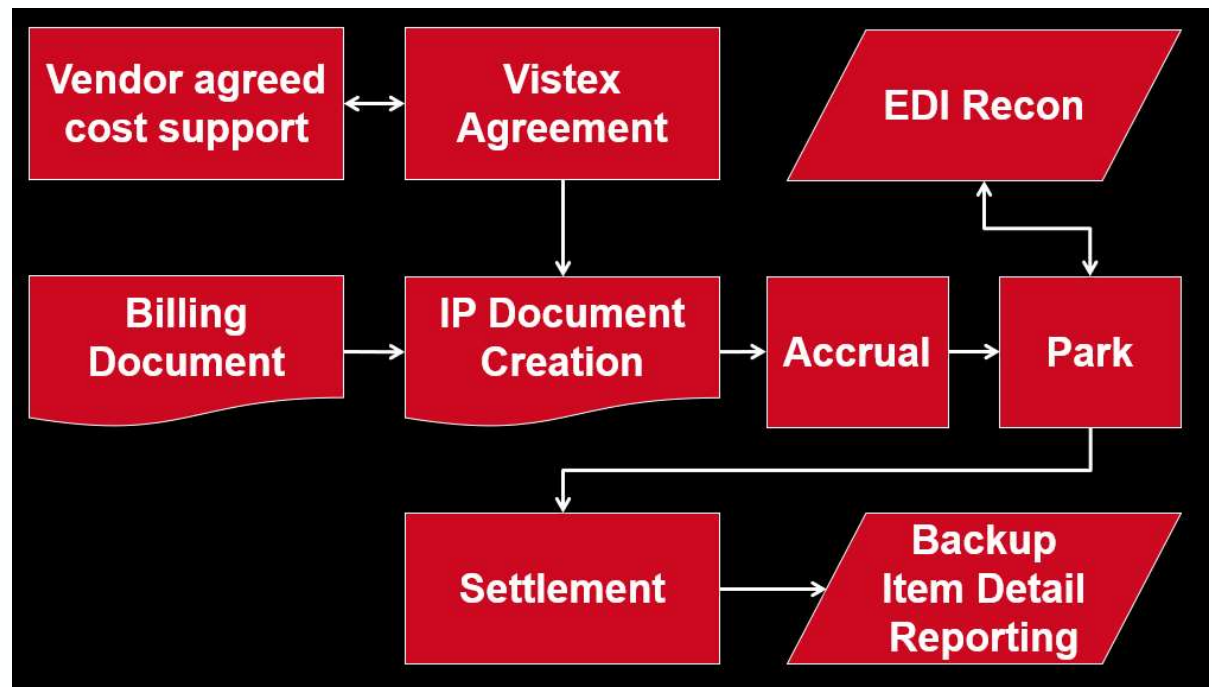 Vendor agreed
cost support
Vistex
Agreement
EDI Recon
Billing
Document
IP Document
Creation
Accrual
Park
Settlement
Backup
Item Detail
Reporting